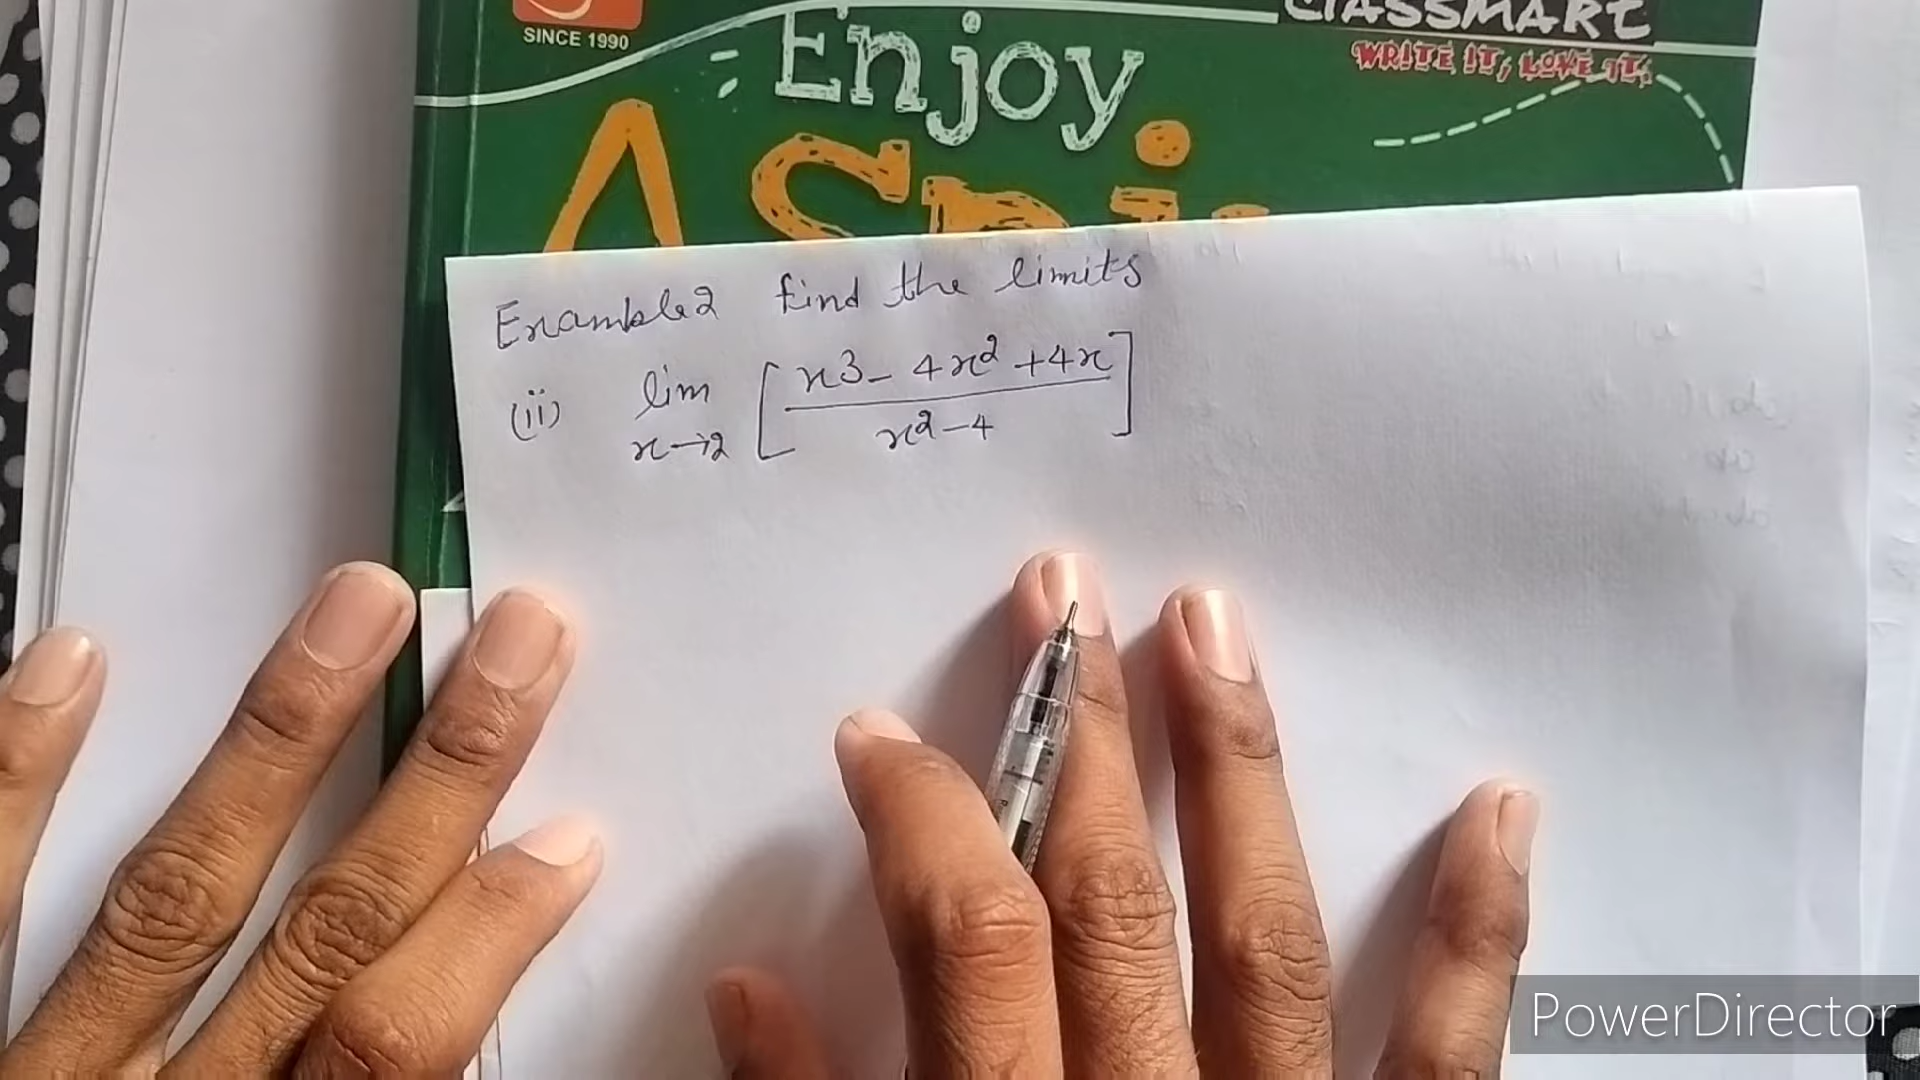 SINCE 1990
CLASSMART
WRITE IT, LOVE IT.
Enjoy
Example 2 find the limits
(ii) lim x→2 [ x3 - 4x² + 4x / x² - 4 ]
PowerDirector